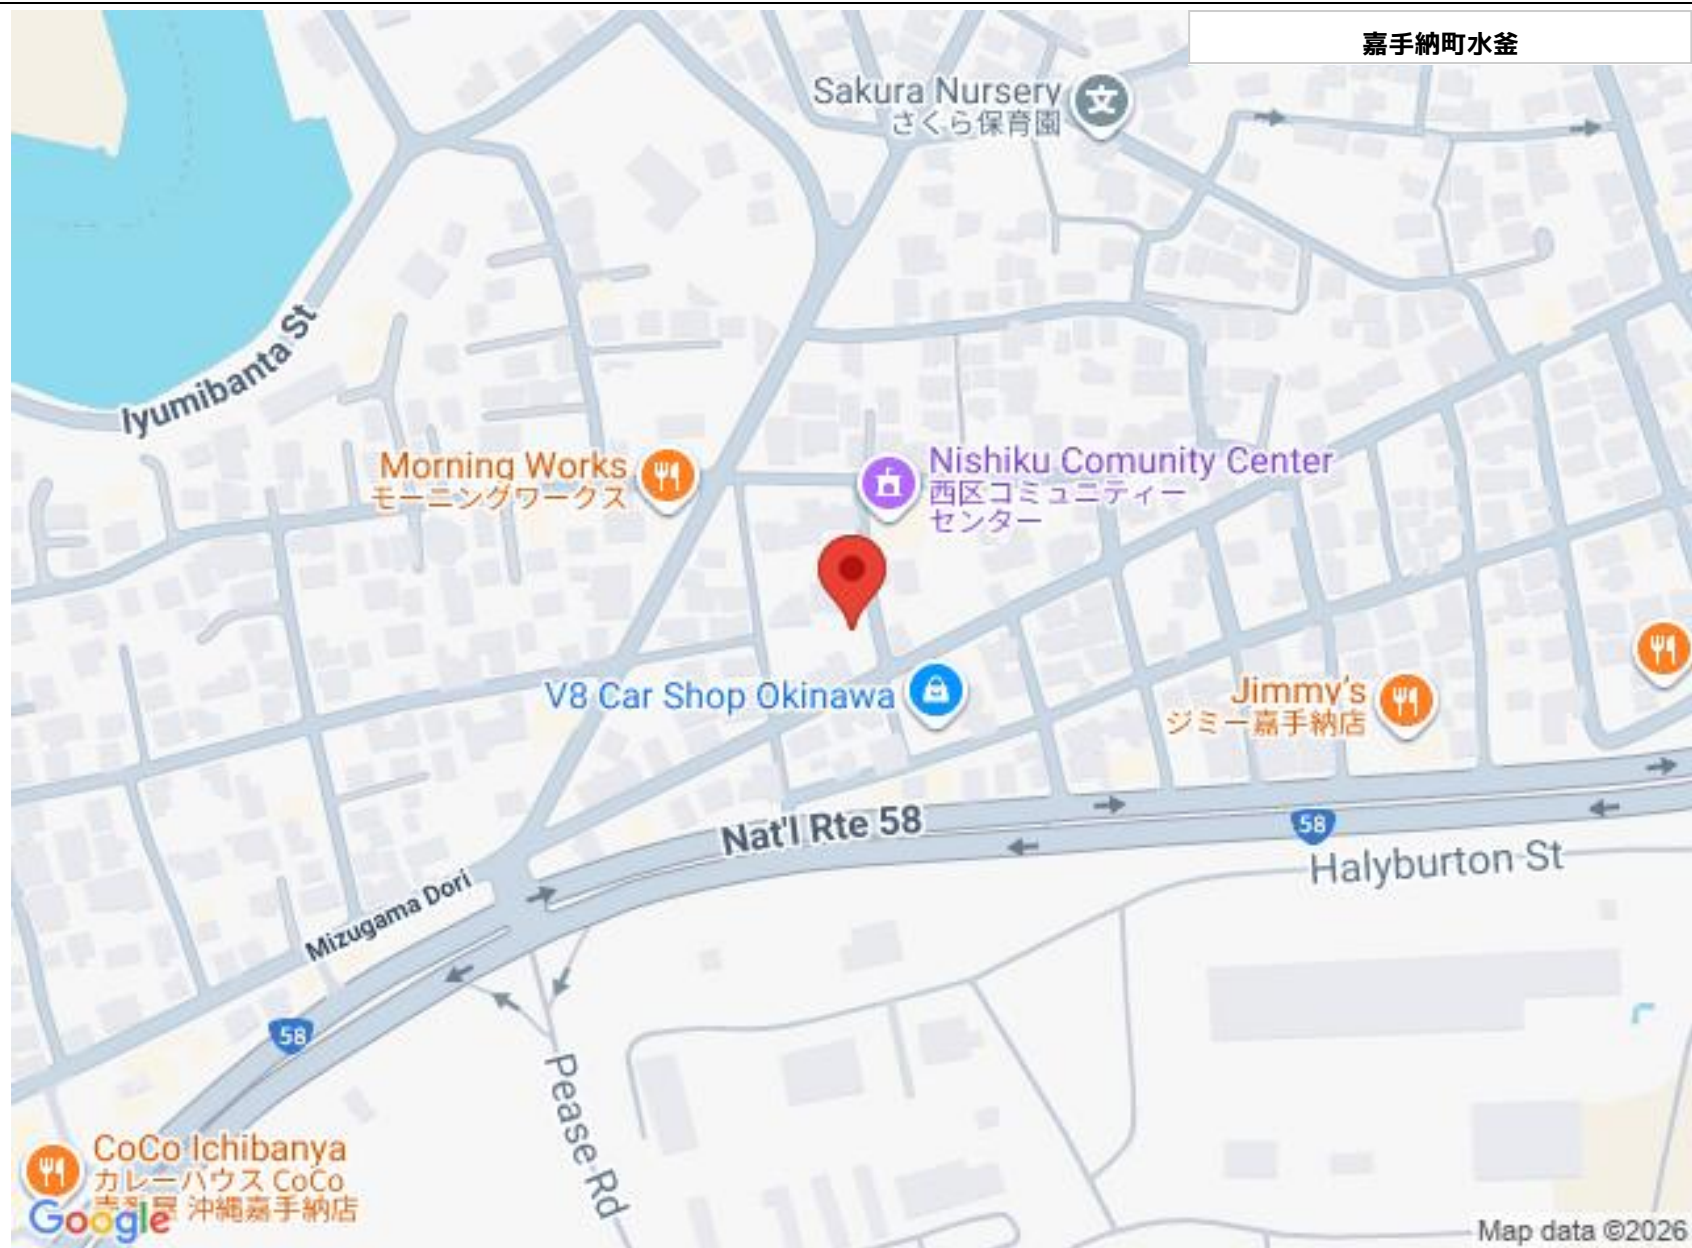 嘉手納町水釜
Sakura Nursery
さくら保育園
文
Iyumibanta St
Morning Works
モーニングワークス
Nishiku Comunity Center
西区コミュニティー
センター
V8 Car Shop Okinawa
Jimmy's
ジミー嘉手納店
Nat'l Rte 58
58
Halyburton St
Mizugama Dori
58
Pease Rd
CoCo Ichibanya
カレーハウス CoCo
沖縄嘉手納店
Google
Map data ©2026